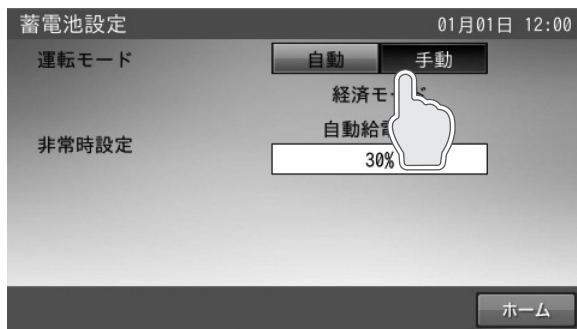 蓄電池設定 01月01日 12:00
運転モード 自動 手動
経済モ
自動給
非常時設定
30%
ホーム